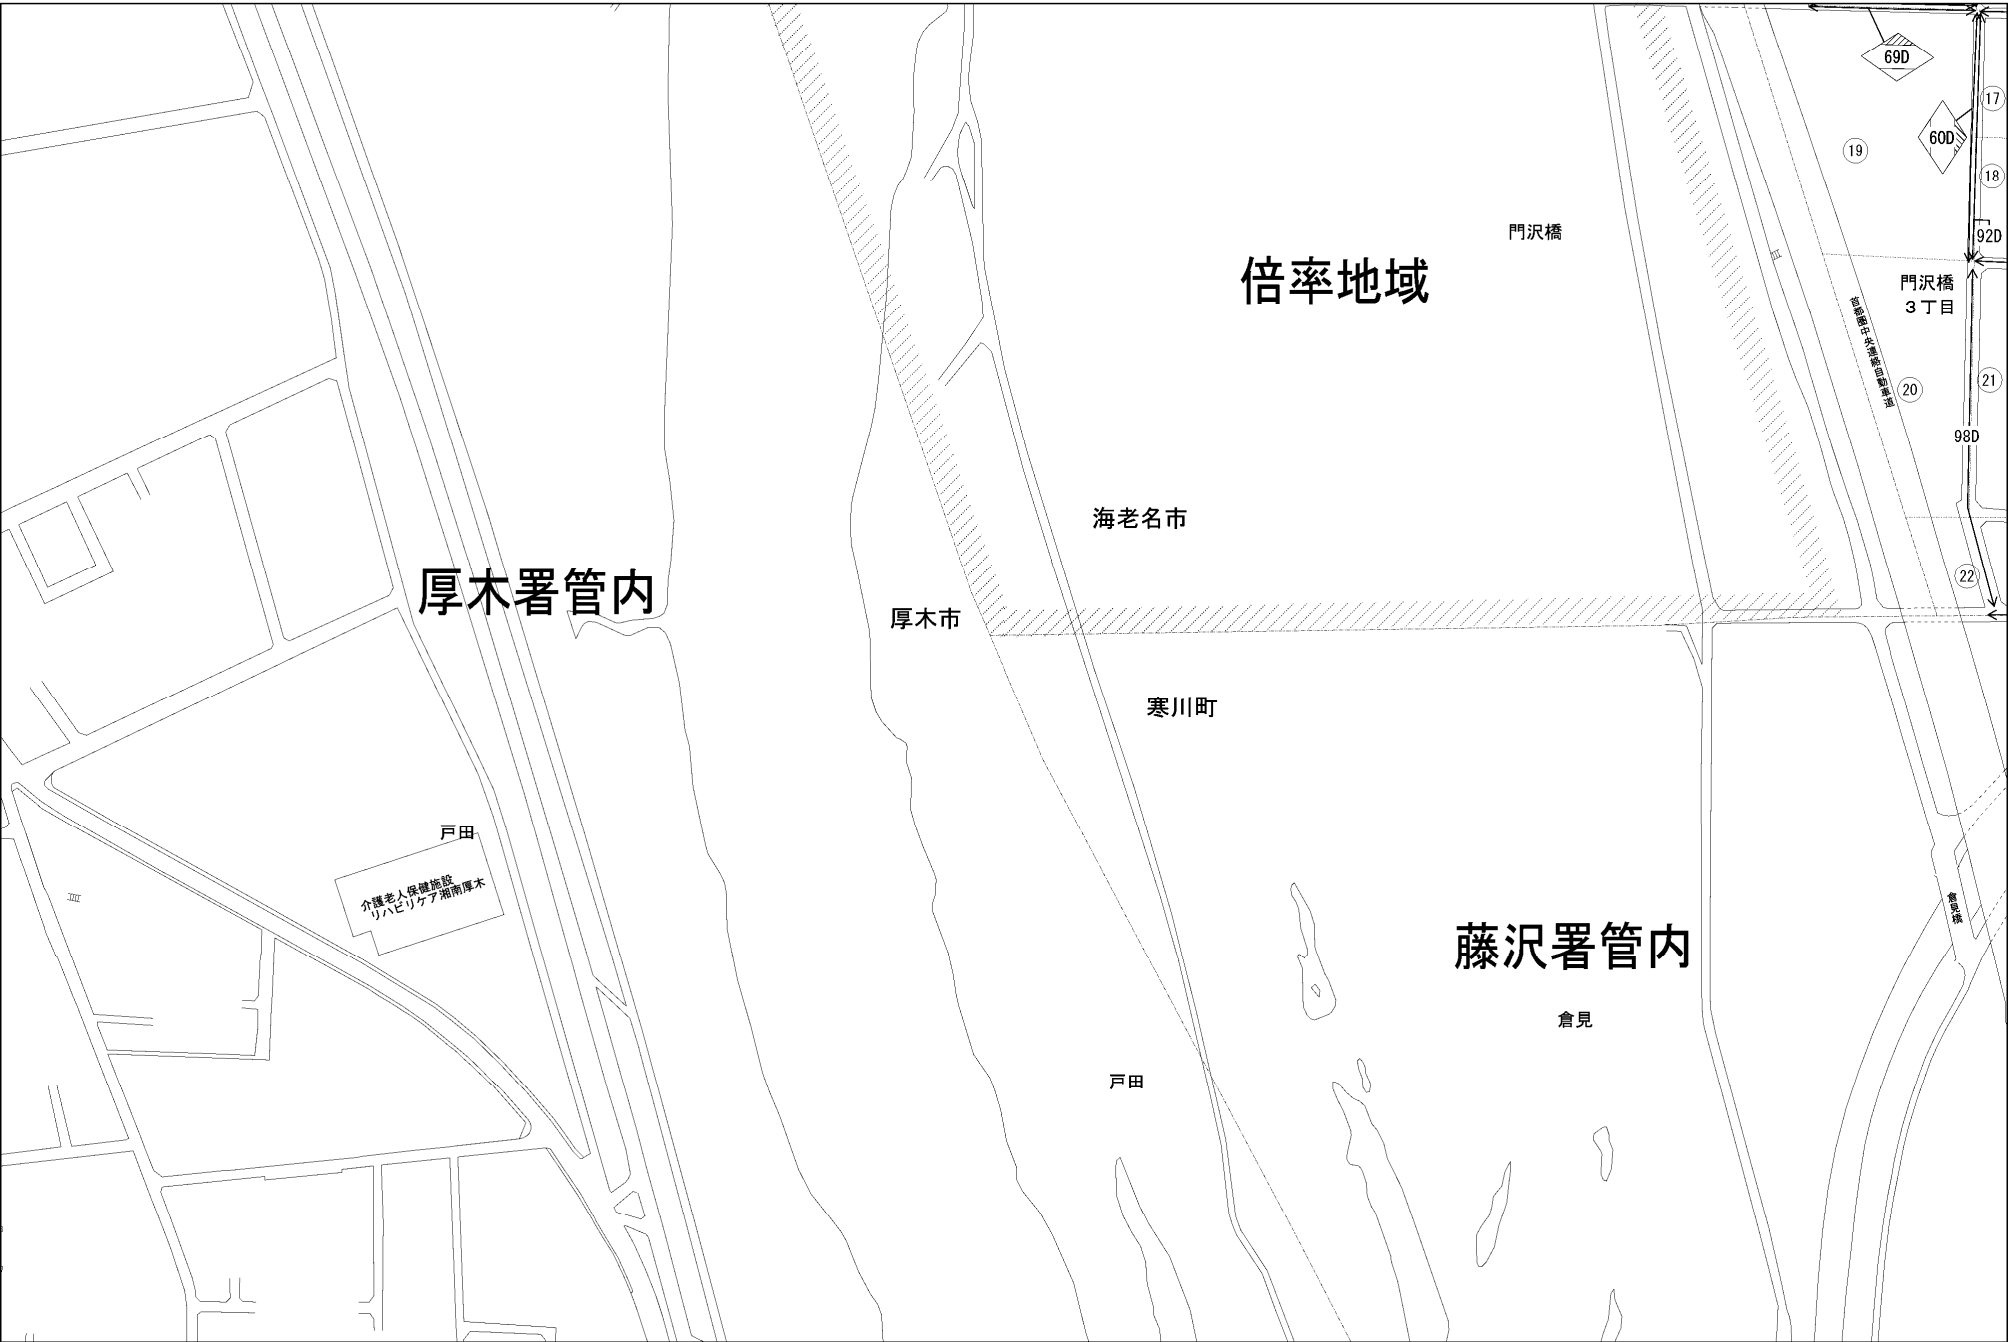 69D
17
60D
19
18
門沢橋
92D
倍率地域
門沢橋
３丁目
首都圏中央連絡自動車道
20
21
98D
海老名市
22
厚木署管内
厚木市
寒川町
戸田
介護老人保健施設
リハビリケア湘南厚木
倉見橋
藤沢署管内
倉見
戸田